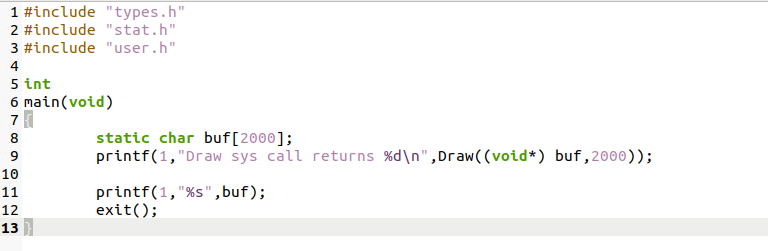 1 #include "types.h"
2 #include "stat.h"
3 #include "user.h"
4
5 int
6 main(void)
7 {
8         static char buf[2000];
9         printf(1,"Draw sys call returns %d\n",Draw((void*) buf,2000));
10
11         printf(1,"%s",buf);
12         exit();
13 }